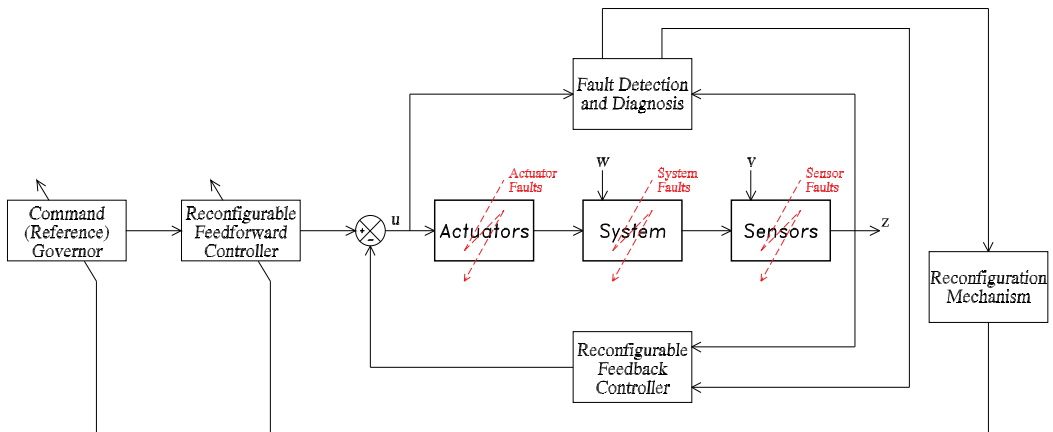 Fault Detection
and Diagnosis
Actuator
Faults
w
System
Faults
v
Sensor
Faults
Command
(Reference)
Governor
Reconfigurable
Feedforward
Controller
+
-
u
Actuators
System
Sensors
z
Reconfiguration
Mechanism
Reconfigurable
Feedback
Controller